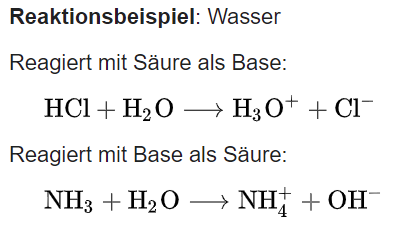 Reaktionsbeispiel: Wasser
Reagiert mit Säure als Base:
HCl + H₂O ⟶ H₃O⁺ + Cl⁻
Reagiert mit Base als Säure:
NH₃ + H₂O ⟶ NH₄⁺ + OH⁻